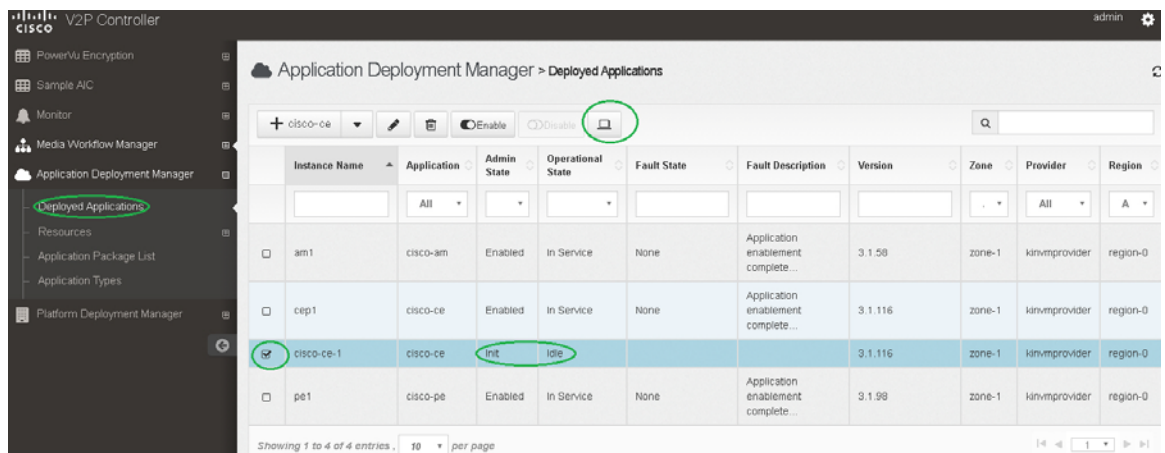 CISCO V2P Controller
admin
PowerVu Encryption
Sample AIC
Monitor
Media Workflow Manager
Application Deployment Manager
Deployed Applications
Resources
Application Package List
Application Types
Platform Deployment Manager
Application Deployment Manager > Deployed Applications
cisco-ce Enable Disable
Instance Name Application Admin State Operational State Fault State Fault Description Version Zone Provider Region
All . All A
am1 cisco-am Enabled In Service None Application enablement complete... 3.1.58 zone-1 kinvmprovider region-0
cep1 cisco-ce Enabled In Service None Application enablement complete... 3.1.116 zone-1 kinvmprovider region-0
cisco-ce-1 cisco-ce Init Idle 3.1.116 zone-1 kinvmprovider region-0
pe1 cisco-pe Enabled In Service None Application enablement complete... 3.1.98 zone-1 kinvmprovider region-0
Showing 1 to 4 of 4 entries , 10 per page
1